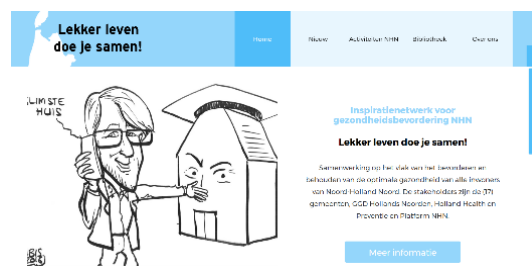 Lekker leven
doe je samen!
Home
Nieuw
Activiteiten NHN
Bibliotheek
Over ons
SLIMSTE
HUIS
Inspiratienetwerk voor
gezondheidsbevordering NHN
Lekker leven doe je samen!
Samenwerking op het vlak van het bevorderen en
behouden van de optimale gezondheid van alle inwoners
van Noord-Holland Noord. De stakeholders zijn de (17)
gemeenten, GGD Hollands Noorden, Holland Health en
Preventie en Platform NHN.
Meer informatie